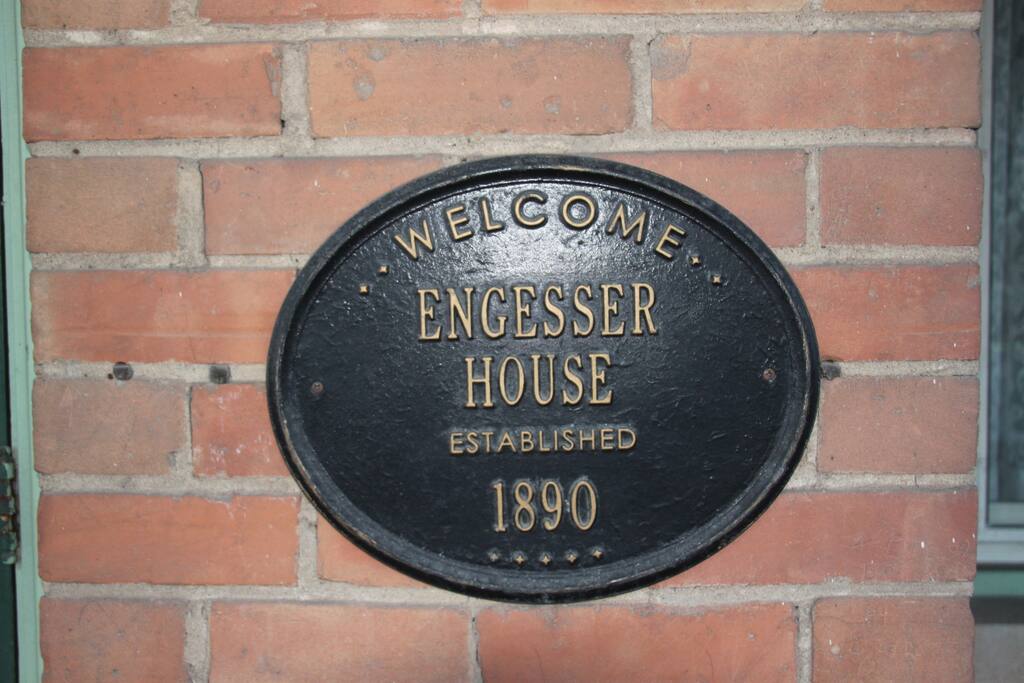 WELCOME
ENGESSER
HOUSE
ESTABLISHED
1890